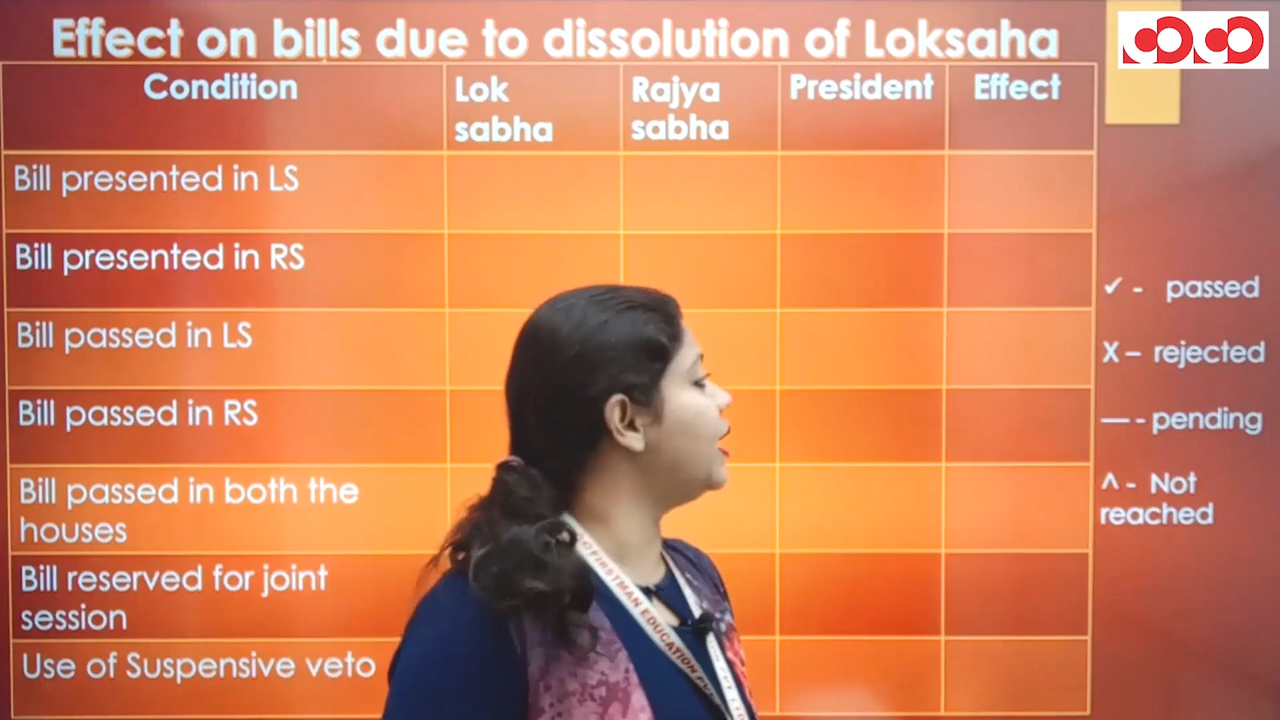 Effect on bills due to dissolution of Loksaha
Condition
Lok
sabha
Rajya
sabha
President
Effect
Bill presented in LS
Bill presented in RS
Bill passed in LS
Bill passed in RS
Bill passed in both the
houses
Bill reserved for joint
session
Use of Suspensive veto
✓ - passed
X – rejected
— - pending
^ - Not
reached
FIRSTMAN EDUCATION